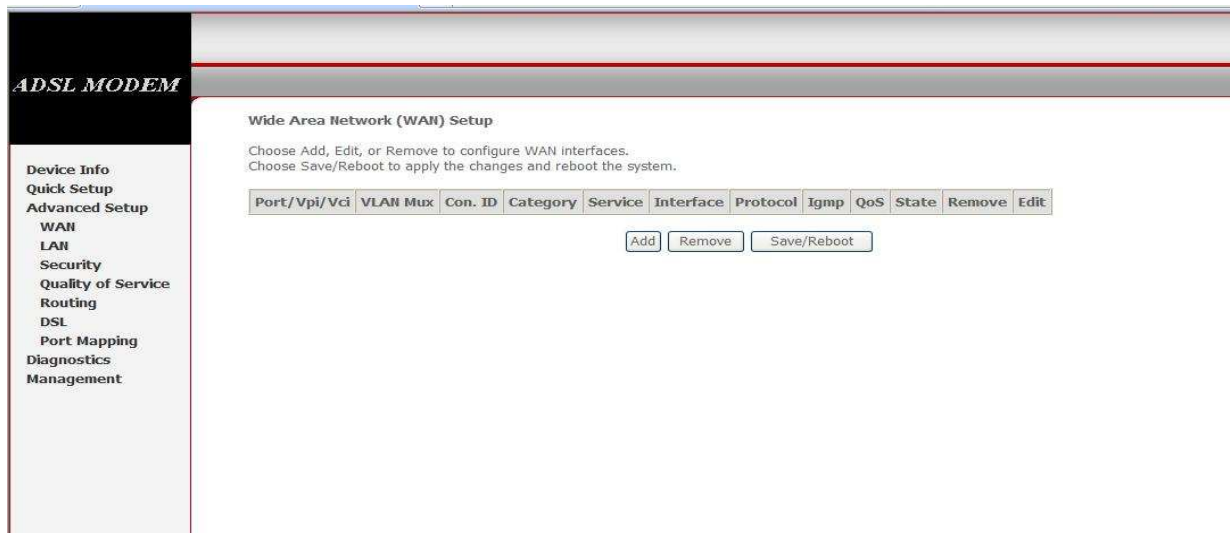 ADSL MODEM
Device Info
Quick Setup
Advanced Setup
WAN
LAN
Security
Quality of Service
Routing
DSL
Port Mapping
Diagnostics
Management
Wide Area Network (WAN) Setup
Choose Add, Edit, or Remove to configure WAN interfaces.
Choose Save/Reboot to apply the changes and reboot the system.
Port/Vpi/Vci VLAN Mux Con. ID Category Service Interface Protocol Igmp QoS State Remove Edit
Add Remove Save/Reboot